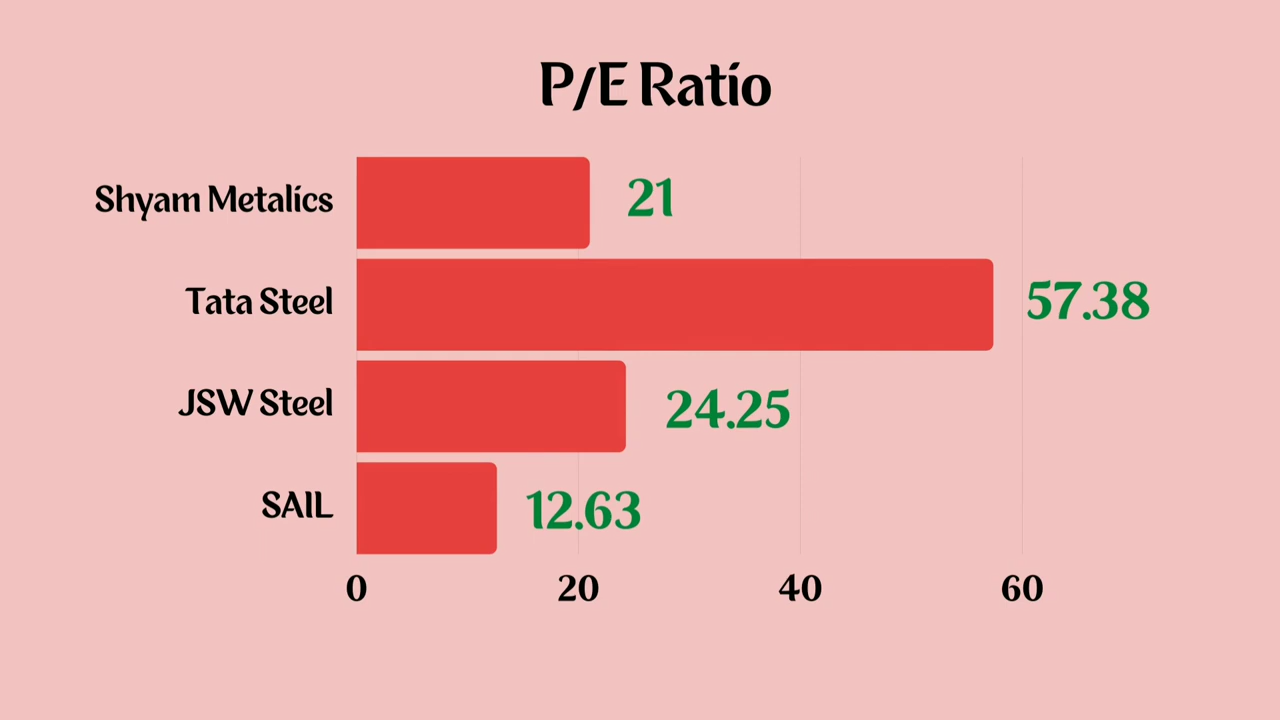 P/E Ratio
Shyam Metalics 21
Tata Steel 57.38
JSW Steel 24.25
SAIL 12.63
0 20 40 60